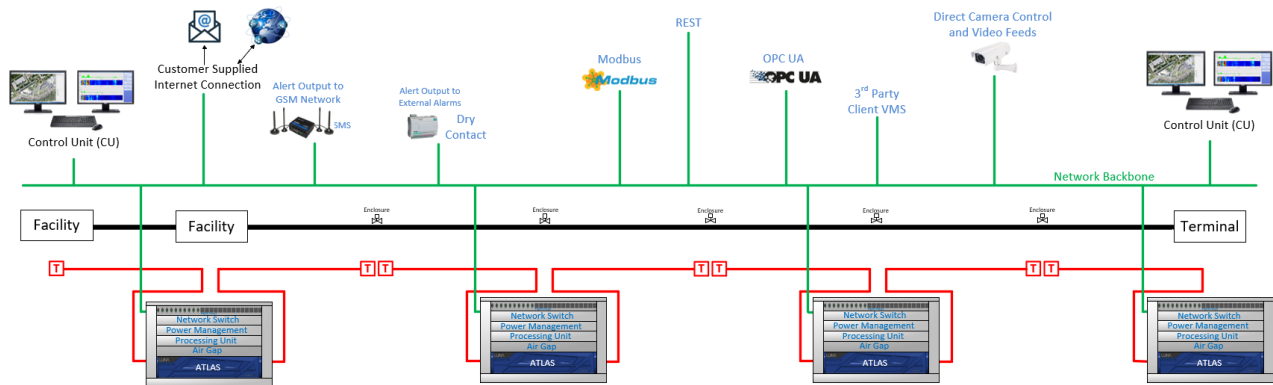 REST
Direct Camera Control
and Video Feeds
Customer Supplied
Internet Connection
Modbus
Modbus
OPC UA
OPC UA
Alert Output to
GSM Network
SMS
Alert Output to
External Alarms
Dry
Contact
3rd Party
Client VMS
Control Unit (CU)
Control Unit (CU)
Network Backbone
Facility
Facility
Enclosure
Enclosure
Enclosure
Enclosure
Enclosure
Terminal
T
T T
T T
T T
Network Switch
Power Management
Processing Unit
Air Gap
ATLAS
Network Switch
Power Management
Processing Unit
Air Gap
ATLAS
Network Switch
Power Management
Processing Unit
Air Gap
ATLAS
Network Switch
Power Management
Processing Unit
Air Gap
ATLAS